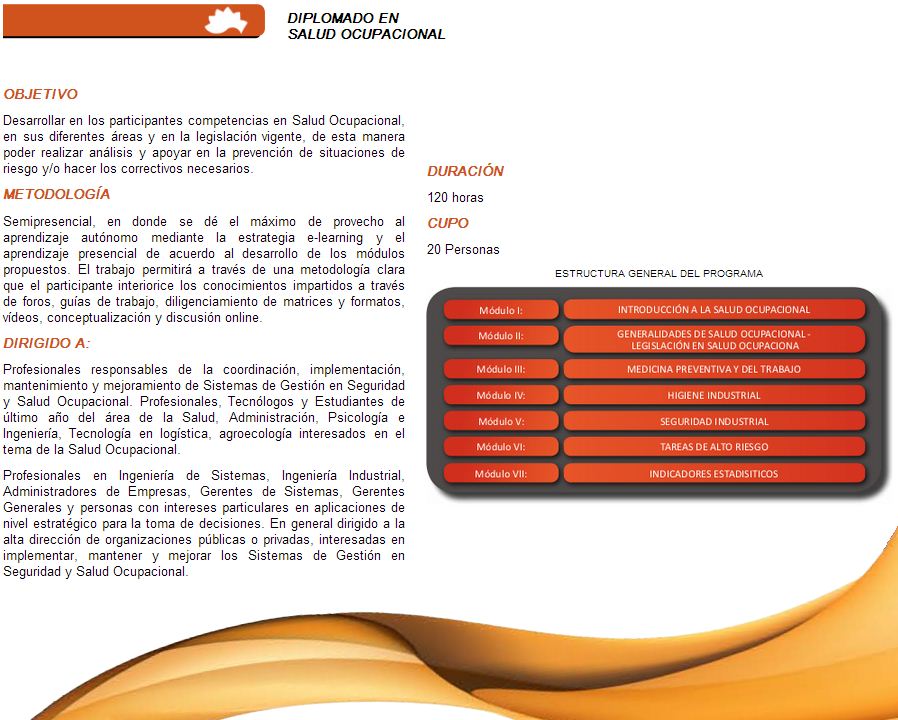 DIPLOMADO EN
SALUD OCUPACIONAL
OBJETIVO
Desarrollar en los participantes competencias en Salud Ocupacional,
en sus diferentes áreas y en la legislación vigente, de esta manera
poder realizar análisis y apoyar en la prevención de situaciones de
riesgo y/o hacer los correctivos necesarios.
METODOLOGÍA
Semipresencial, en donde se dé el máximo de provecho al
aprendizaje autónomo mediante la estrategia e-learning y el
aprendizaje presencial de acuerdo al desarrollo de los módulos
propuestos. El trabajo permitirá a través de una metodología clara
que el participante interiorice los conocimientos impartidos a través
de foros, guías de trabajo, diligenciamiento de matrices y formatos,
vídeos, conceptualización y discusión online.
DIRIGIDO A:
Profesionales responsables de la coordinación, implementación,
mantenimiento y mejoramiento de Sistemas de Gestión en Seguridad
y Salud Ocupacional. Profesionales, Tecnólogos y Estudiantes de
último año del área de la Salud, Administración, Psicología e
Ingeniería, Tecnología en logística, agroecología interesados en el
tema de la Salud Ocupacional.
Profesionales en Ingeniería de Sistemas, Ingeniería Industrial,
Administradores de Empresas, Gerentes de Sistemas, Gerentes
Generales y personas con intereses particulares en aplicaciones de
nivel estratégico para la toma de decisiones. En general dirigido a la
alta dirección de organizaciones públicas o privadas, interesadas en
implementar, mantener y mejorar los Sistemas de Gestión en
Seguridad y Salud Ocupacional.
DURACIÓN
120 horas
CUPO
20 Personas
ESTRUCTURA GENERAL DEL PROGRAMA
Módulo I: INTRODUCCIÓN A LA SALUD OCUPACIONAL
Módulo II: GENERALIDADES DE SALUD OCUPACIONAL -
LEGISLACIÓN EN SALUD OCUPACIONA
Módulo III: MEDICINA PREVENTIVA Y DEL TRABAJO
Módulo IV: HIGIENE INDUSTRIAL
Módulo V: SEGURIDAD INDUSTRIAL
Módulo VI: TAREAS DE ALTO RIESGO
Módulo VII: INDICADORES ESTADISITICOS